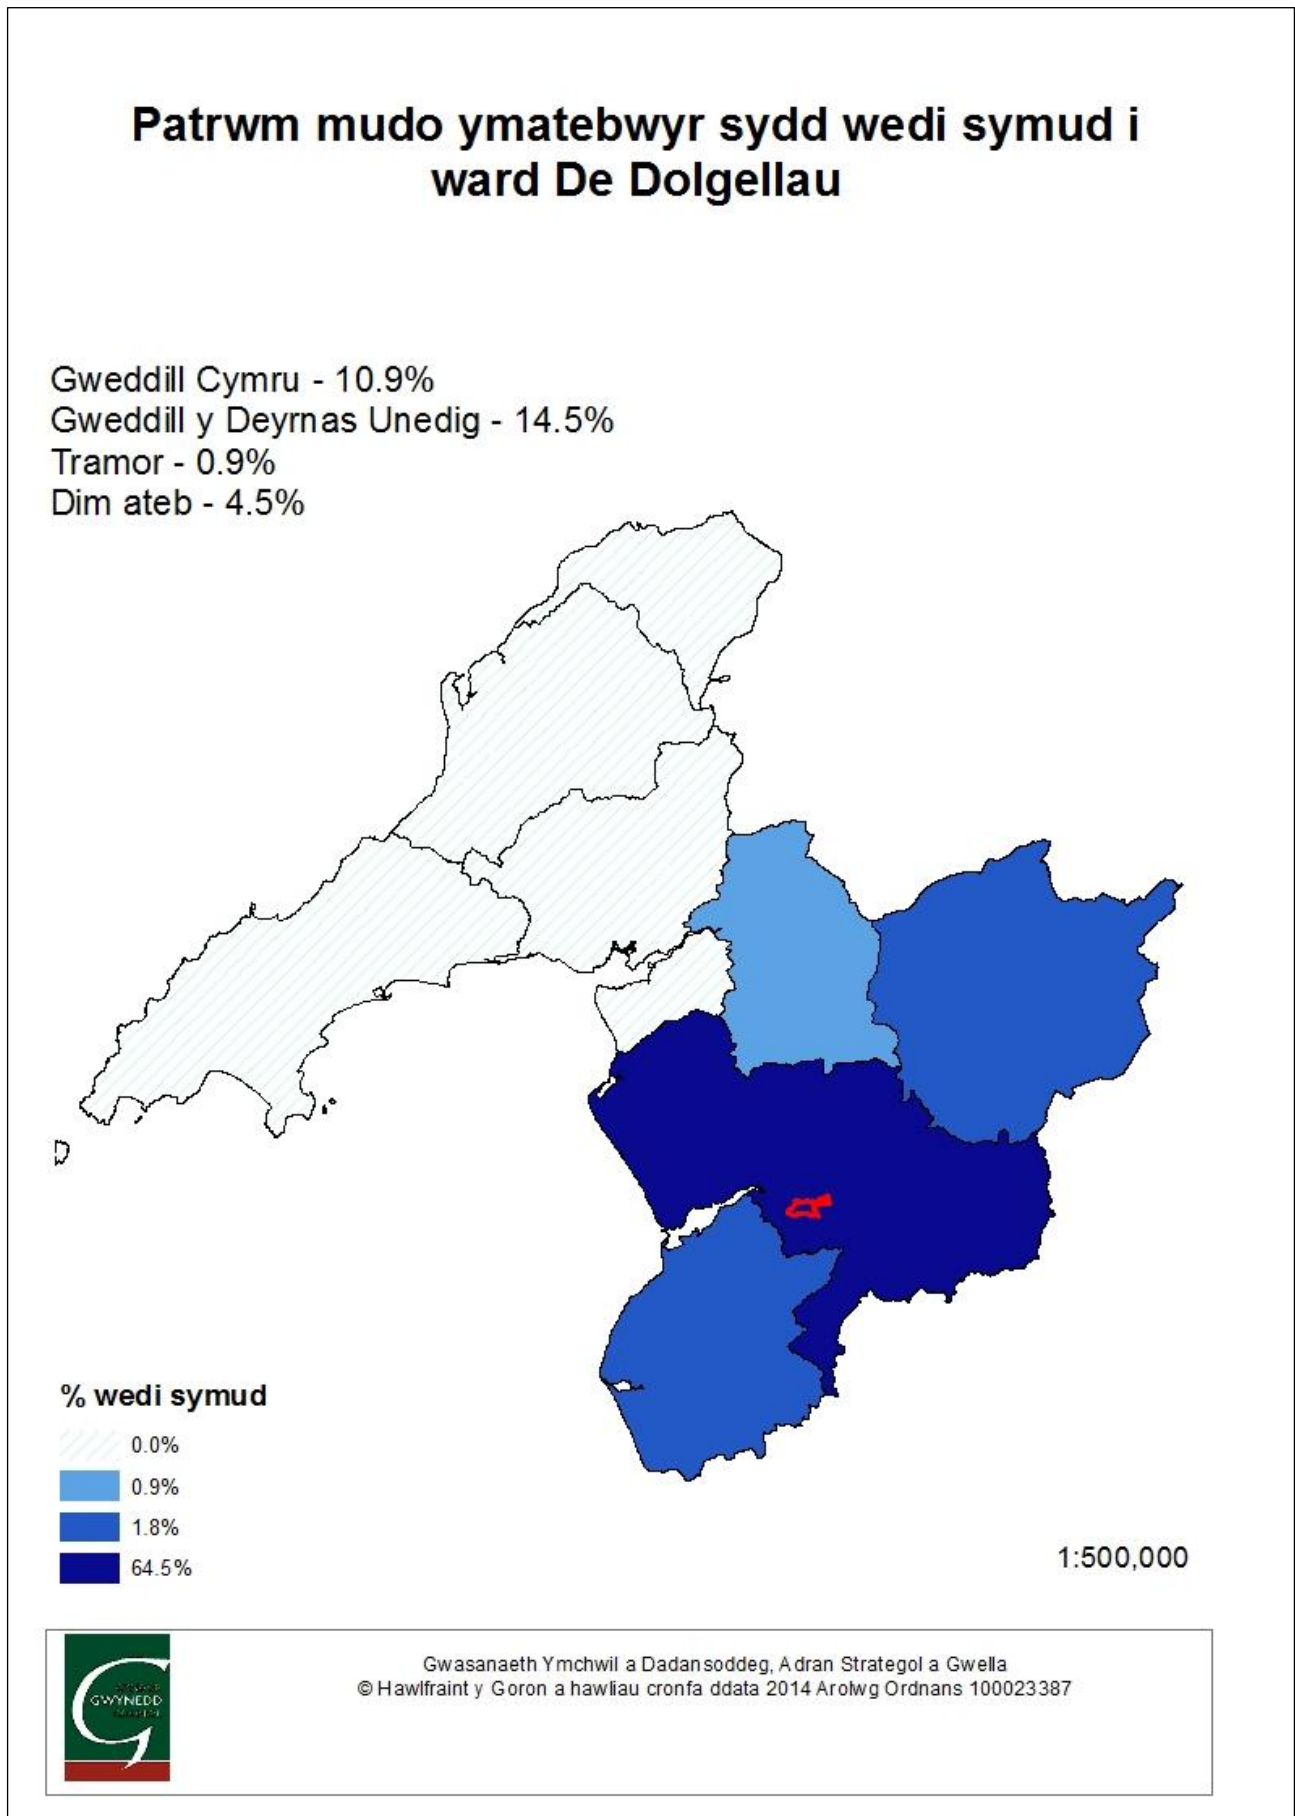 Patrwm mudo ymatebwyr sydd wedi symud i
ward De Dolgellau
Gweddill Cymru - 10.9%
Gweddill y Deyrnas Unedig - 14.5%
Tramor - 0.9%
Dim ateb - 4.5%
% wedi symud
0.0%
0.9%
1.8%
64.5%
1:500,000
GWYNEDD
Gwasanaeth Ymchwil a Dadansoddeg, Adran Strategol a Gwella
© Hawlfraint y Goron a hawliau cronfa ddata 2014 Arolwg Ordnans 100023387